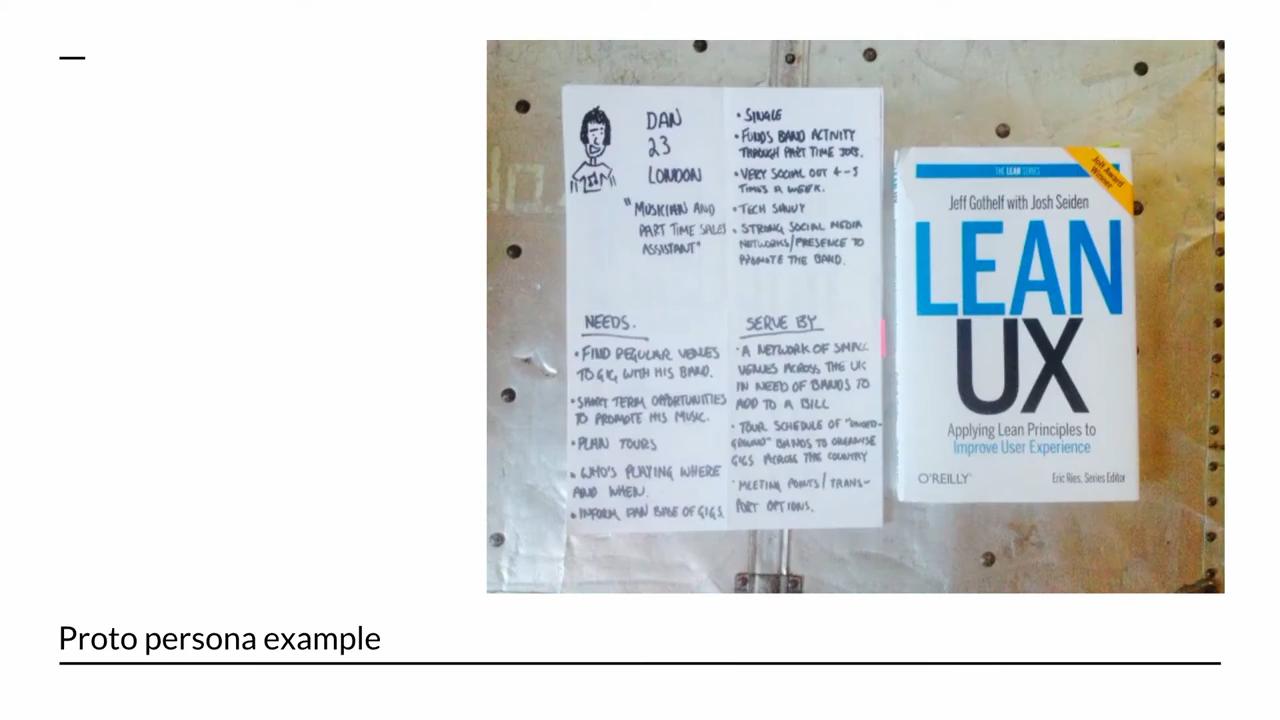 DAN
23
LONDON
"MUSICIAN AND
PART TIME SALES
ASSISTANT"
• SINGLE
• FUNDS BAND ACTIVITY
THROUGH PART TIME JOB.
• VERY SOCIAL OUT 4-5
TIMES A WEEK.
• TECH SAVVY
• STRONG SOCIAL MEDIA
NETWORKS/PRESENCE TO
PROMOTE THE BAND.
NEEDS.
• FIND REGULAR VENUES
TO GIG WITH HIS BAND.
• SHORT TERM OPPORTUNITIES
TO PROMOTE HIS MUSIC.
• PLAN TOURS
• WHO'S PLAYING WHERE
AND WHEN.
• INFORM FAN BASE OF GIGS.
SERVE BY
• A NETWORK OF SMALL
VENUES ACROSS THE UK
IN NEED OF BANDS TO
ADD TO A BILL
• TOUR SCHEDULE OF "UNDER-
GROUND" BANDS TO ORGANISE
GIGS ACROSS THE COUNTRY
• MEETING POINTS/TRANS-
PORT OPTIONS.
THE LEAN SERIES
Jolt Award
Winner
Jeff Gothelf with Josh Seiden
LEAN
UX
Applying Lean Principles to
Improve User Experience
O'REILLY
Eric Ries, Series Editor
Proto persona example